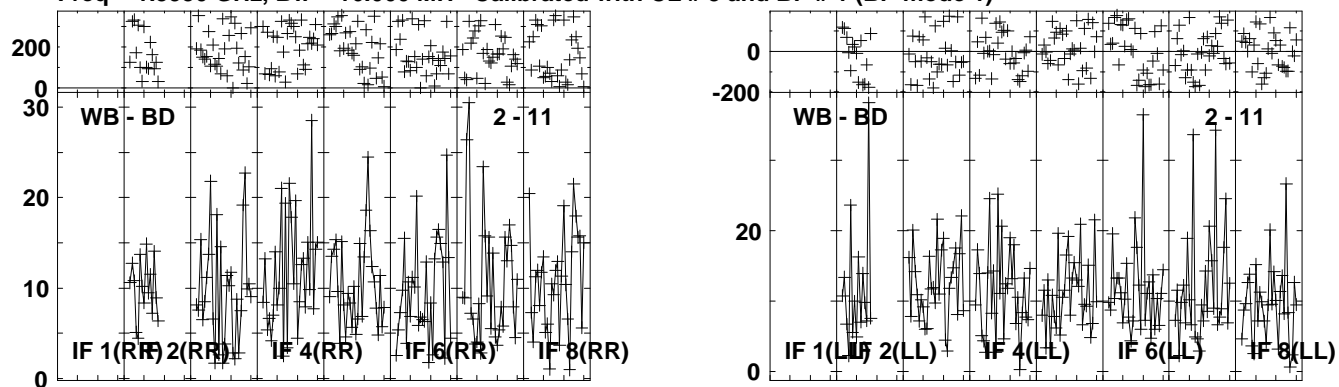 200
0
0
-200
30
WB - BD
2 - 11
WB - BD
2 - 11
20
20
10
IF 1(RR)
IF 2(RR)
IF 4(RR)
IF 6(RR)
IF 8(RR)
IF 1(LL)
IF 2(LL)
IF 4(LL)
IF 6(LL)
IF 8(LL)
0
0